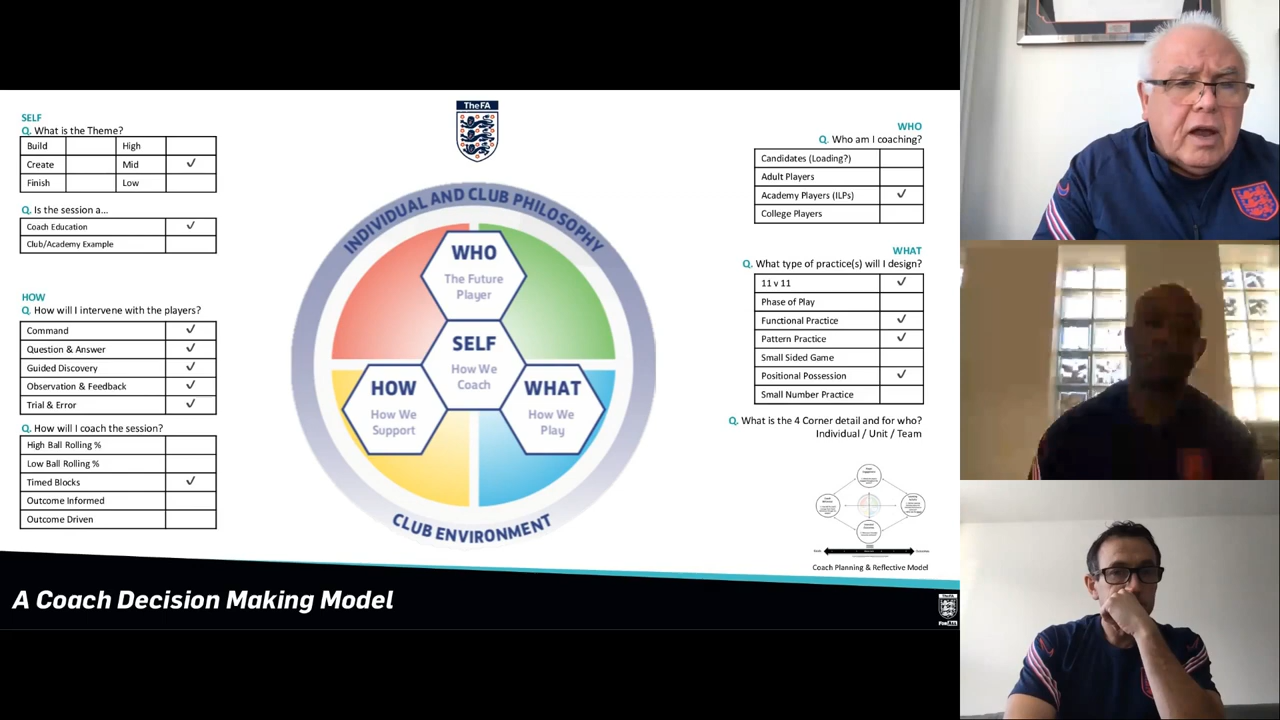 SELF
Q. What is the Theme?
Build High
Create Mid ✓
Finish Low
Q. Is the session a...
Coach Education ✓
Club/Academy Example
HOW
Q. How will I intervene with the players?
Command ✓
Question & Answer ✓
Guided Discovery ✓
Observation & Feedback ✓
Trial & Error ✓
Q. How will I coach the session?
High Ball Rolling %
Low Ball Rolling %
Timed Blocks ✓
Outcome Informed
Outcome Driven
The FA
INDIVIDUAL AND CLUB PHILOSOPHY
WHO
The Future
Player
SELF
How We
Coach
HOW
How We
Support
WHAT
How We
Play
CLUB ENVIRONMENT
WHO
Q. Who am I coaching?
Candidates (Loading?)
Adult Players
Academy Players (ILPs) ✓
College Players
WHAT
Q. What type of practice(s) will I design?
11 v 11 ✓
Phase of Play
Functional Practice ✓
Pattern Practice ✓
Small Sided Game
Positional Possession ✓
Small Number Practice
Q. What is the 4 Corner detail and for who?
Individual / Unit / Team
Coach Planning & Reflective Model
A Coach Decision Making Model
The FA
For All